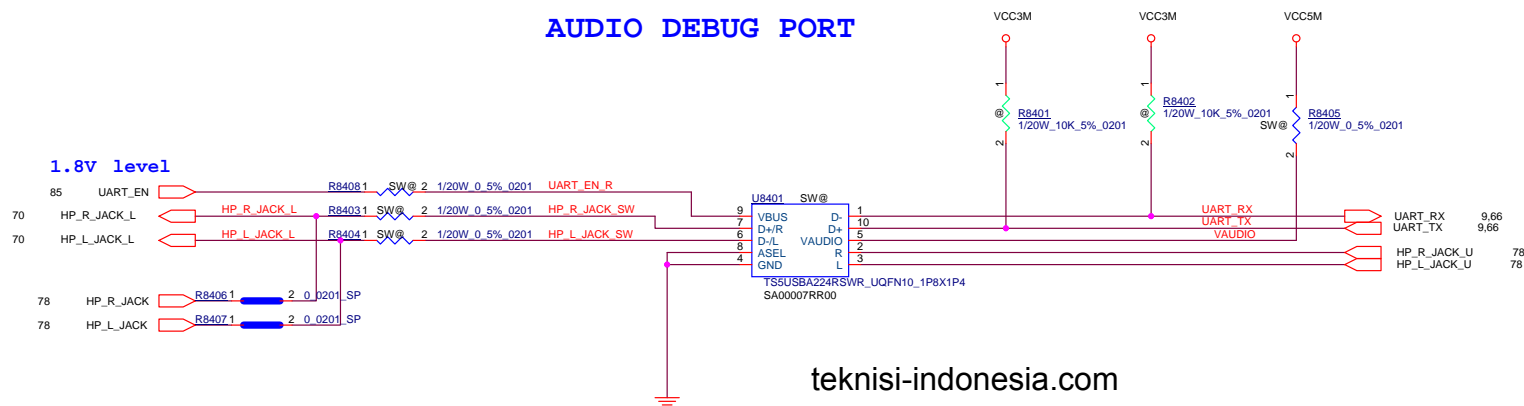 AUDIO DEBUG PORT
VCC3M
VCC3M
VCC5M
1
1
1
@
R8401
1/20W_10K_5%_0201
@
R8402
1/20W_10K_5%_0201
SW@
R8405
1/20W_0_5%_0201
2
2
2
1.8V level
85 UART_EN R8408 1 SW@ 2 1/20W_0_5%_0201 UART_EN_R
70 HP_R_JACK_L HP_R_JACK_L R8403 1 SW@ 2 1/20W_0_5%_0201 HP_R_JACK_SW
70 HP_L_JACK_L HP_L_JACK_L R8404 1 SW@ 2 1/20W_0_5%_0201 HP_L_JACK_SW
U8401 SW@
9 VBUS D- 1 UART_RX UART_RX 9,66
7 D+/R D+ 10 UART_TX UART_TX 9,66
6 D-/L VAUDIO 5 VAUDIO
8 ASEL R 2 HP_R_JACK_U 78
4 GND L 3 HP_L_JACK_U 78
TS5USBA224RSWR_UQFN10_1P8X1P4
SA00007RR00
78 HP_R_JACK R8406 1 2 0_0201_SP
78 HP_L_JACK R8407 1 2 0_0201_SP
teknisi-indonesia.com